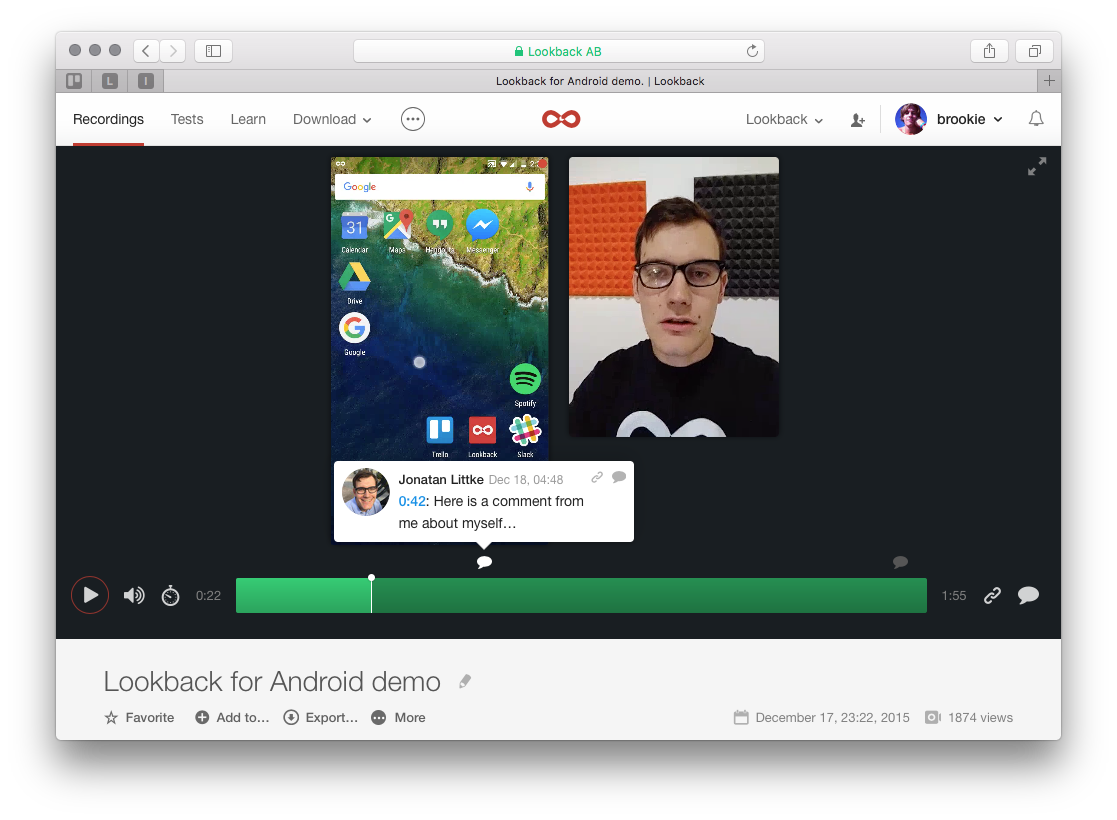 Lookback AB
L
I
Lookback for Android demo. | Lookback
Recordings
Tests
Learn
Download
Lookback
brookie
Google
31
Calendar
Maps
Messenger
Drive
Google
Spotify
Trello
Lookback
Slack
Jonatan Littke Dec 18, 04:48
0:42: Here is a comment from
me about myself…
0:22
1:55
Lookback for Android demo
Favorite
Add to…
Export…
More
December 17, 23:22, 2015
1874 views